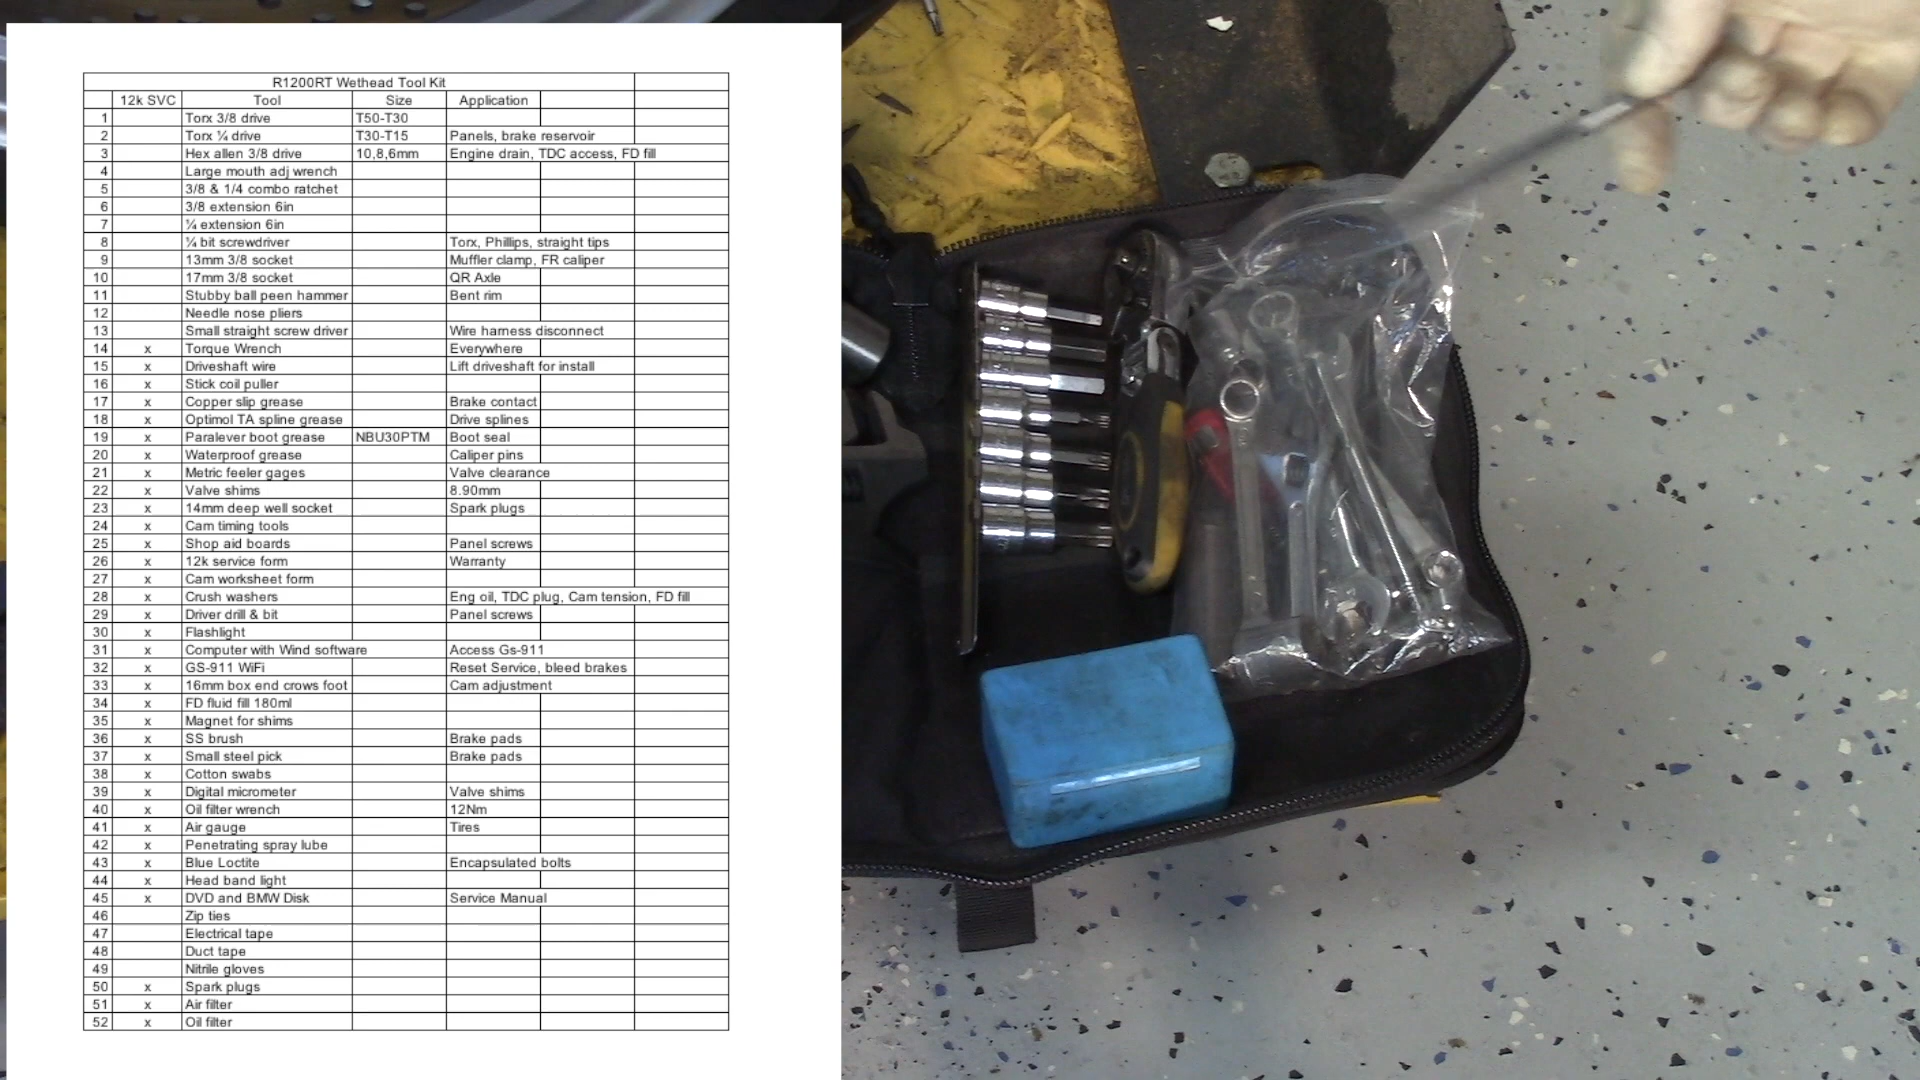 R1200RT Wethead Tool Kit
12k SVC Tool Size Application
1 Torx 3/8 drive T50-T30
2 Torx ¼ drive T30-T15 Panels, brake reservoir
3 Hex allen 3/8 drive 10,8,6mm Engine drain, TDC access, FD fill
4 Large mouth adj wrench
5 3/8 & 1/4 combo ratchet
6 3/8 extension 6in
7 ¼ extension 6in
8 ¼ bit screwdriver Torx, Phillips, straight tips
9 13mm 3/8 socket Muffler clamp, FR caliper
10 17mm 3/8 socket QR Axle
11 Stubby ball peen hammer Bent rim
12 Needle nose pliers
13 Small straight screw driver Wire harness disconnect
14 x Torque Wrench Everywhere
15 x Driveshaft wire Lift driveshaft for install
16 x Stick coil puller
17 x Copper slip grease Brake contact
18 x Optimol TA spline grease Drive splines
19 x Paralever boot grease NBU30PTM Boot seal
20 x Waterproof grease Caliper pins
21 x Metric feeler gages Valve clearance
22 x Valve shims 8.90mm
23 x 14mm deep well socket Spark plugs
24 x Cam timing tools
25 x Shop aid boards Panel screws
26 x 12k service form Warranty
27 x Cam worksheet form
28 x Crush washers Eng oil, TDC plug, Cam tension, FD fill
29 x Driver drill & bit Panel screws
30 x Flashlight
31 x Computer with Wind software Access Gs-911
32 x GS-911 WiFi Reset Service, bleed brakes
33 x 16mm box end crows foot Cam adjustment
34 x FD fluid fill 180ml
35 x Magnet for shims
36 x SS brush Brake pads
37 x Small steel pick Brake pads
38 x Cotton swabs
39 x Digital micrometer Valve shims
40 x Oil filter wrench 12Nm
41 x Air gauge Tires
42 x Penetrating spray lube
43 x Blue Loctite Encapsulated bolts
44 x Head band light
45 x DVD and BMW Disk Service Manual
46 Zip ties
47 Electrical tape
48 Duct tape
49 Nitrile gloves
50 x Spark plugs
51 x Air filter
52 x Oil filter